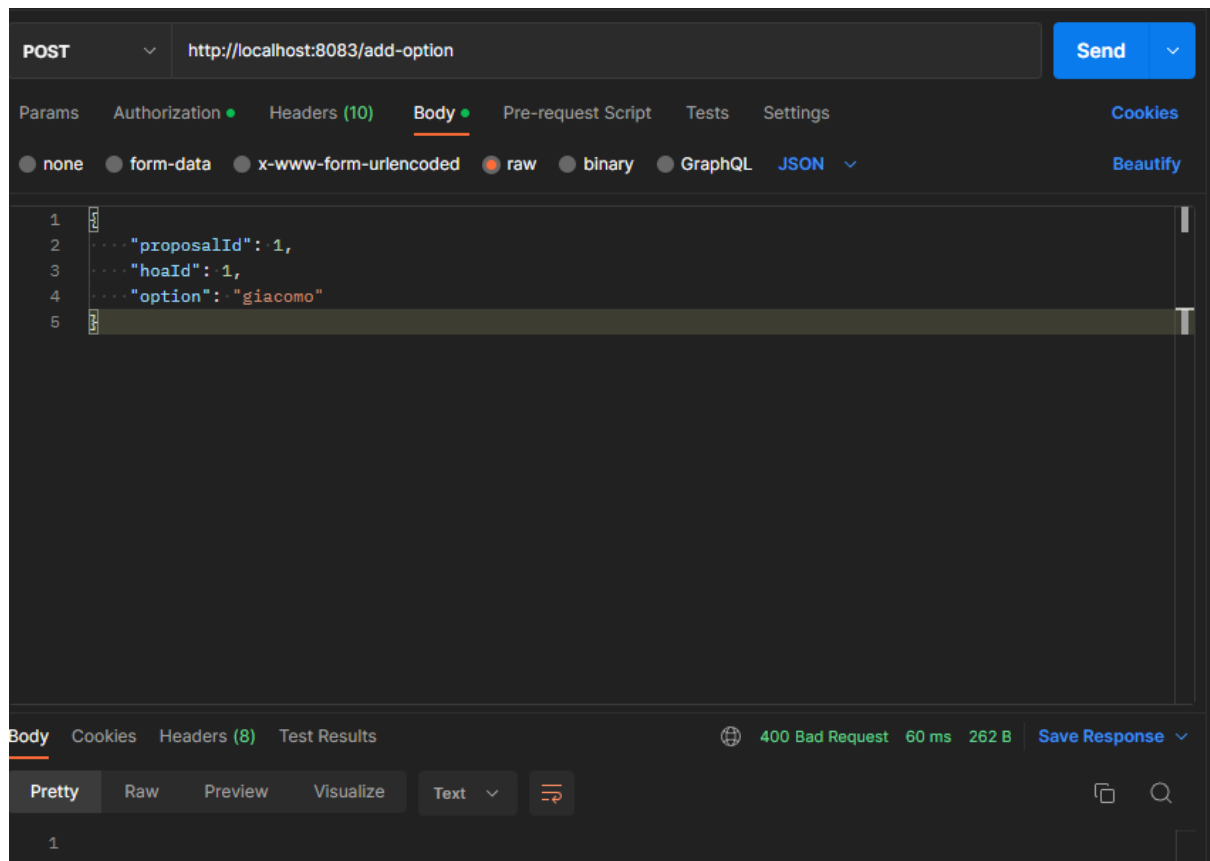 POST http://localhost:8083/add-option Send
Params Authorization Headers (10) Body Pre-request Script Tests Settings Cookies
none form-data x-www-form-urlencoded raw binary GraphQL JSON Beautify
1 {
2 ····"proposalId":·1,
3 ····"hoaId":·1,
4 ····"option":·"giacomo"
5 }
Body Cookies Headers (8) Test Results 400 Bad Request 60 ms 262 B Save Response
Pretty Raw Preview Visualize Text
1